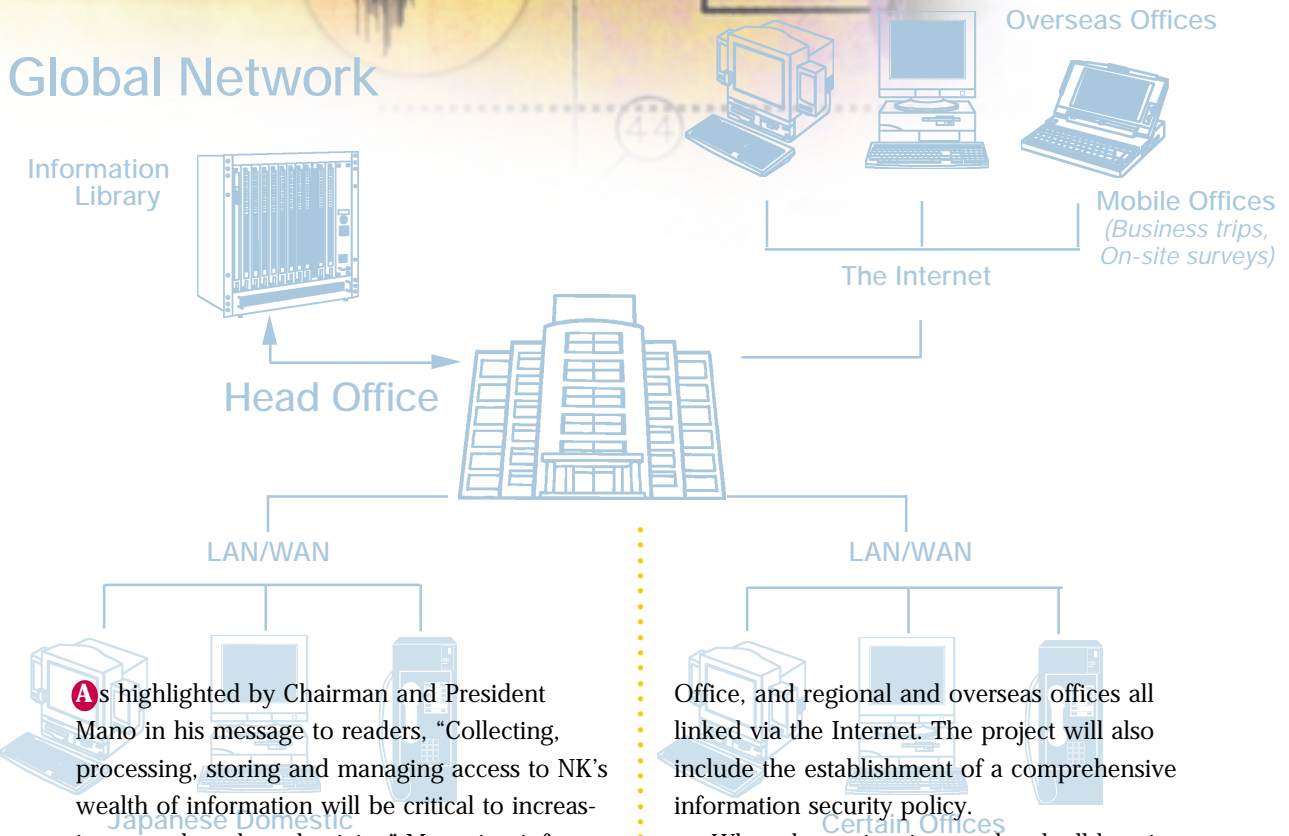 Overseas Offices
Global Network
44
Information
Library
Mobile Offices
(Business trips,
On-site surveys)
The Internet
Head Office
LAN/WAN
LAN/WAN
As highlighted by Chairman and President
Mano in his message to readers, “Collecting,
processing, storing and managing access to NK’s
wealth of information will be critical to increas-
Japanese Domestic
Office, and regional and overseas offices all
linked via the Internet. The project will also
include the establishment of a comprehensive
information security policy.
Certain Offices